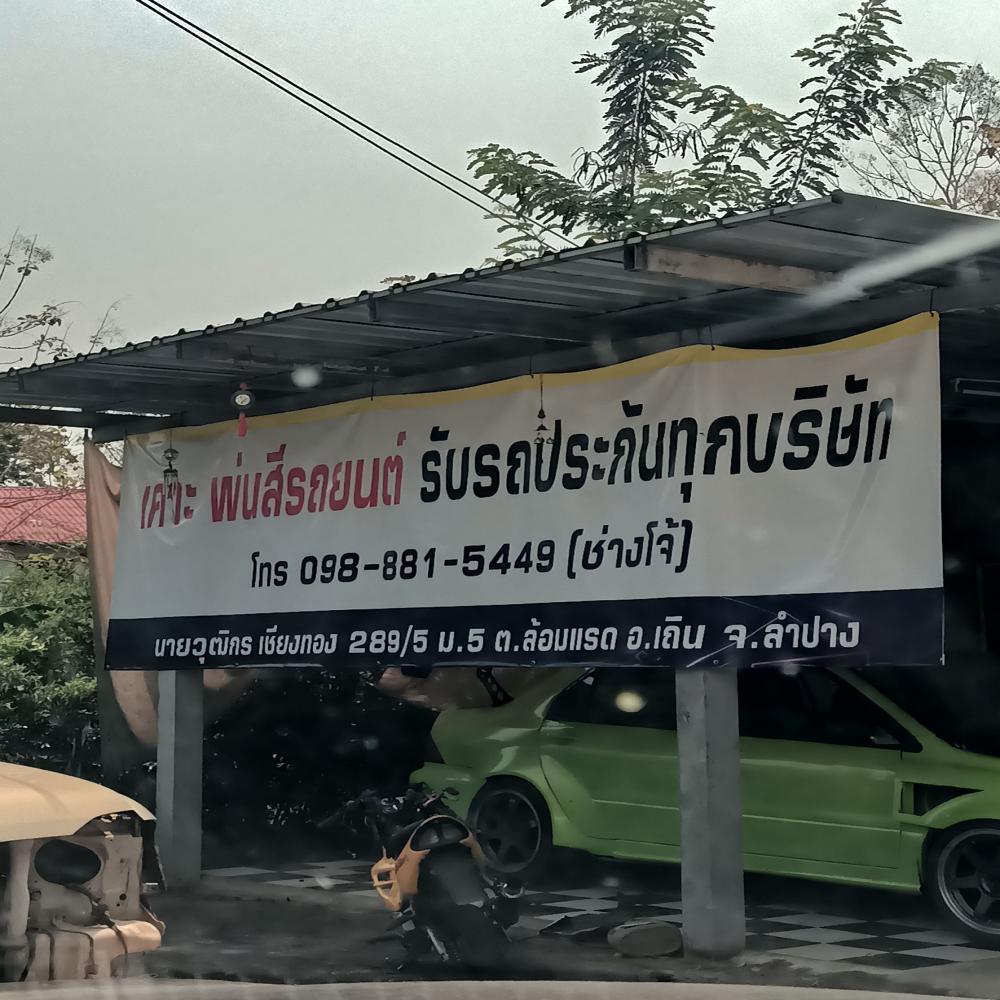 เคาะ พ่นสีรถยนต์ รับรถประกันทุกบริษัท
โทร 098-881-5449 (ช่างโจ้)
นายวุฒิกร เชียงทอง 289/5 ม.5 ต.ล้อมแรด อ.เถิน จ.ลำปาง